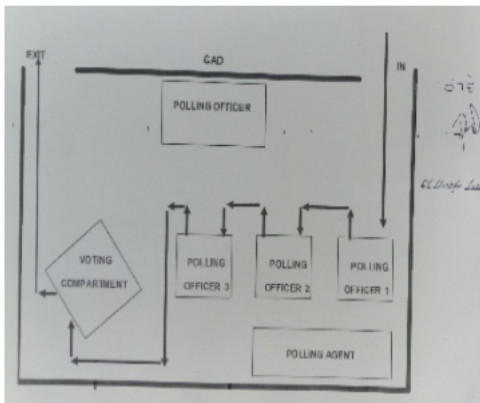 EXIT
CAD
IN
POLLING OFFICER
VOTING
COMPARTMENT
POLLING
OFFICER 3
POLLING
OFFICER 2
POLLING
OFFICER 1
POLLING AGENT